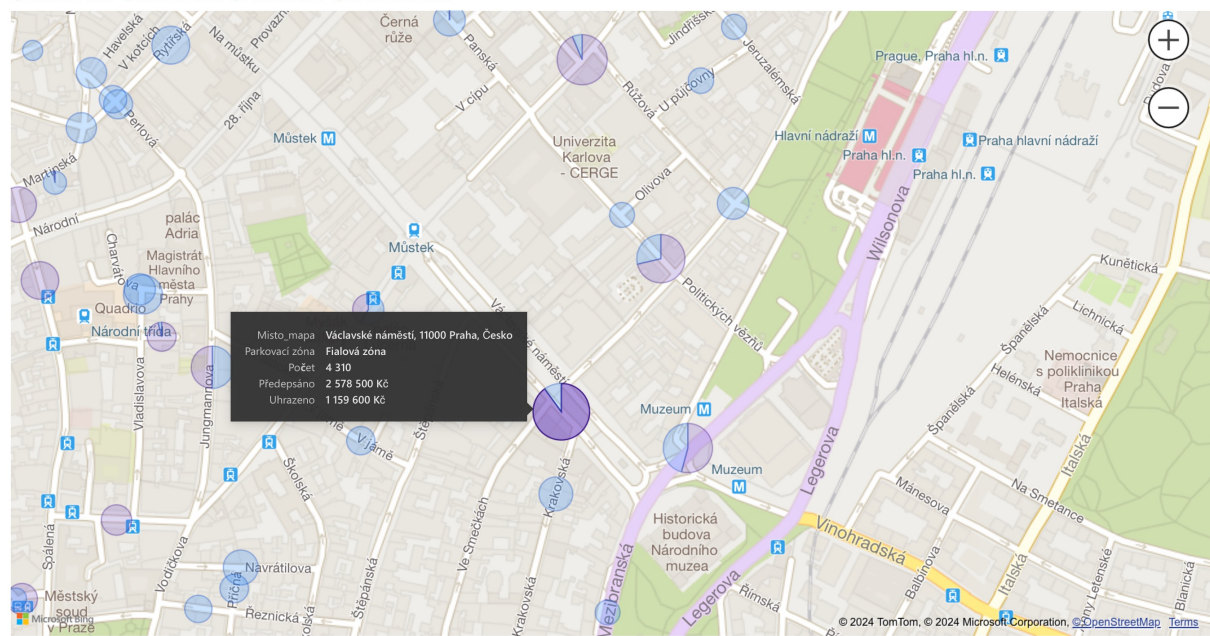 Havelská
V kotcích
Rytířská
Na můstku
Provazní
Černá
růže
Panská
Jindřišsk
Jeruzalémská
Prague, Praha hl.n.
V cípu
Růžová
U půjčovny
28. října
Perlová
Můstek M
Univerzita
Karlova
- CERGE
Hlavní nádraží M
Praha hl.n.
Praha hlavní nádraží
Praha hl.n.
Martinská
Národní
Olivova
palác
Adria
Wilsonova
Můstek
Charvátova
Magistrát
Hlavního
města
Prahy
Kunětická
Quadrio
Národní třída
Politických vězňů
Lichnická
Španělská
Misto_mapa Václavské náměstí, 11000 Praha, Česko
Parkovací zóna Fialová zóna
Počet 4 310
Předepsáno 2 578 500 Kč
Uhrazeno 1 159 600 Kč
náměstí
Nemocnice
s poliklinikou
Praha
Italská
Helénská
Vladislavova
Jungmannova
Muzeum M
Španělská
V jámě
Školská
Krakovská
Muzeum
M
Legerova
Italská
Mánesova
Na Smetance
Spálená
Vodičkova
Ve Smečkách
Historická
budova
Národního
muzea
Vinohradská
Balbínova
Italská
Navrátilova
Příčná
Řeznická
Štěpánská
Krakovská
Mezibranská
Legerova
Římská
Blanická
Městský
soud
v Praze
Microsoft Bing
© 2024 TomTom, © 2024 Microsoft Corporation, © OpenStreetMap Terms